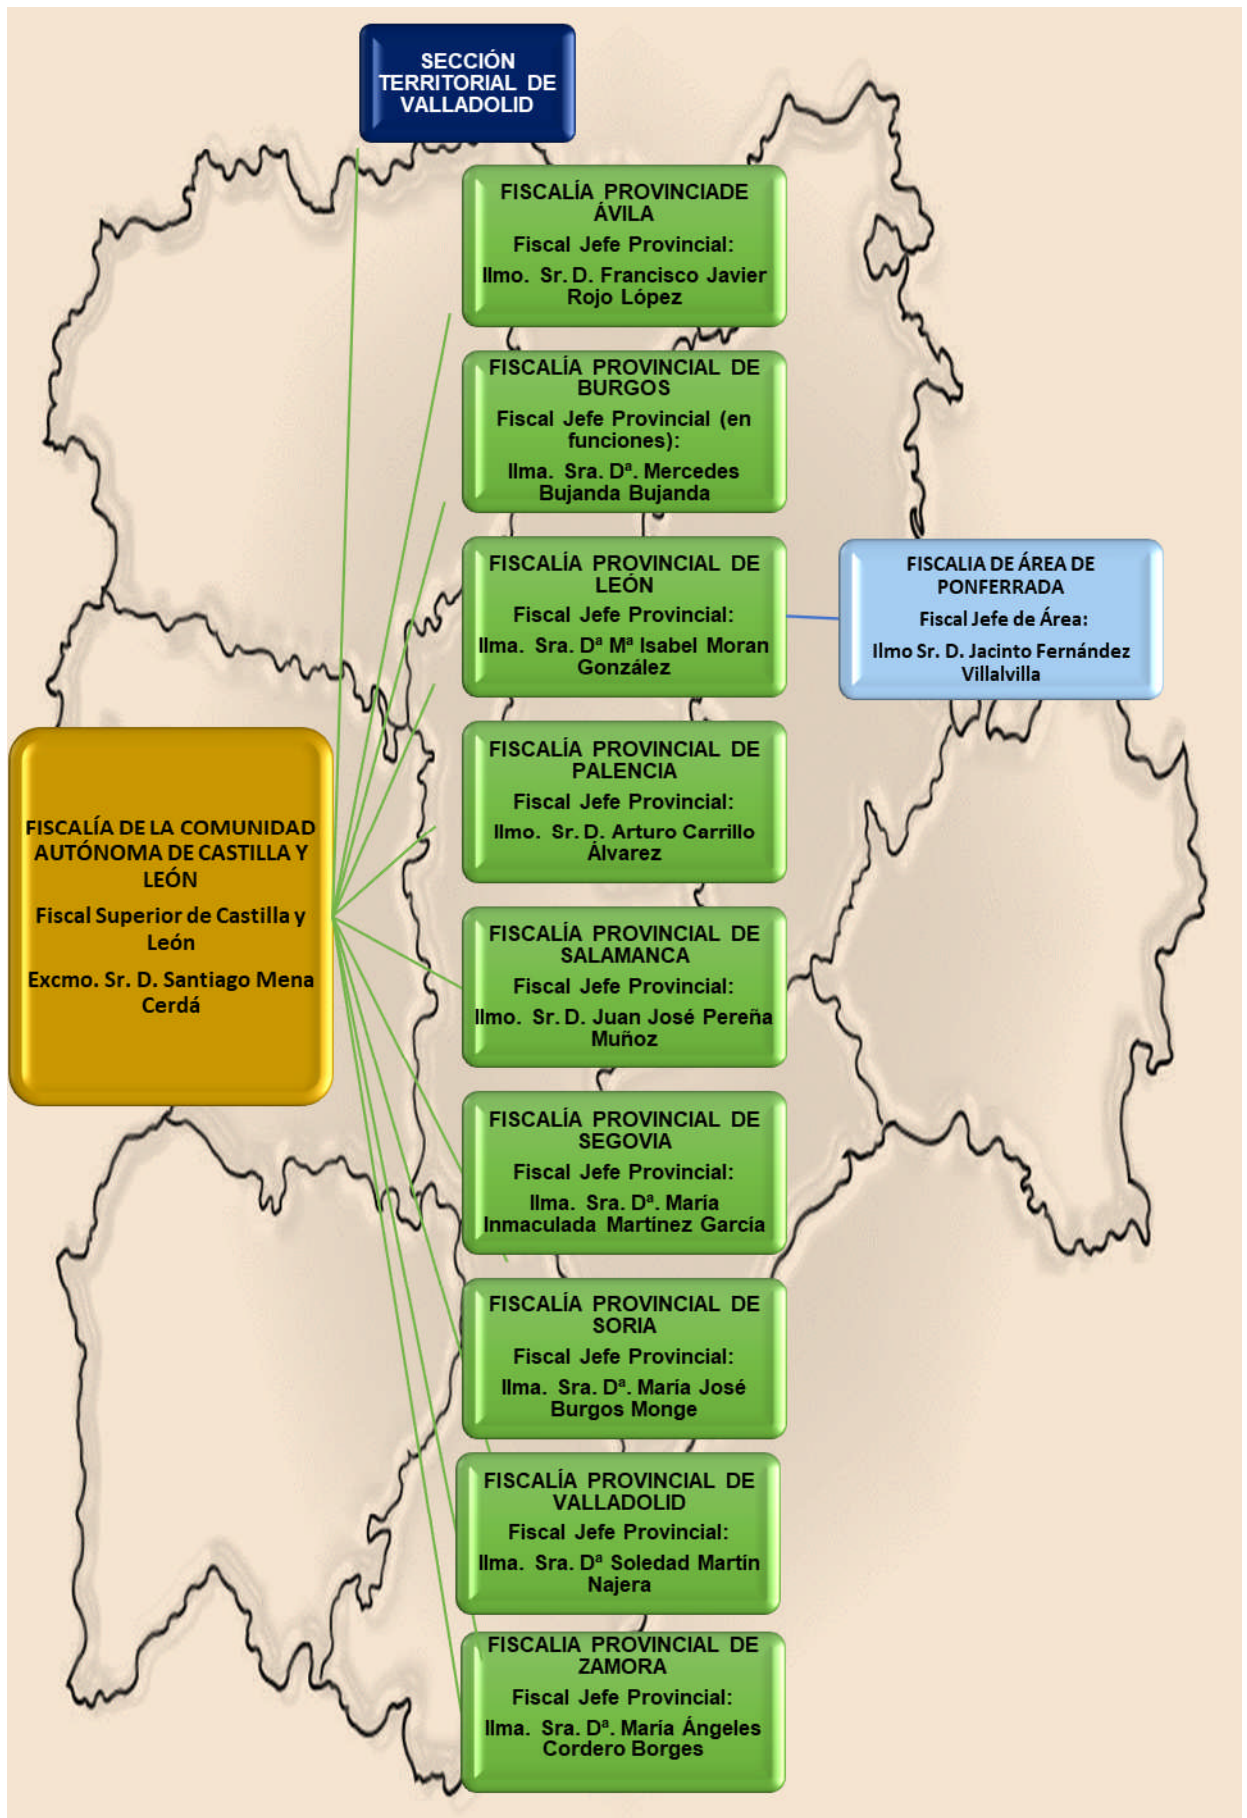 SECCIÓN
TERRITORIAL DE
VALLADOLID
FISCALÍA PROVINCIADE
ÁVILA
Fiscal Jefe Provincial:
Ilmo. Sr. D. Francisco Javier
Rojo López
FISCALÍA PROVINCIAL DE
BURGOS
Fiscal Jefe Provincial (en
funciones):
Ilma. Sra. Dª. Mercedes
Bujanda Bujanda
FISCALÍA PROVINCIAL DE
LEÓN
Fiscal Jefe Provincial:
Ilma. Sra. Dª Mª Isabel Moran
González
FISCALIA DE ÁREA DE
PONFERRADA
Fiscal Jefe de Área:
Ilmo Sr. D. Jacinto Fernández
Villalvilla
FISCALÍA PROVINCIAL DE
PALENCIA
Fiscal Jefe Provincial:
Ilmo. Sr. D. Arturo Carrillo
Álvarez
FISCALÍA DE LA COMUNIDAD
AUTÓNOMA DE CASTILLA Y
LEÓN
Fiscal Superior de Castilla y
León
Excmo. Sr. D. Santiago Mena
Cerdá
FISCALÍA PROVINCIAL DE
SALAMANCA
Fiscal Jefe Provincial:
Ilmo. Sr. D. Juan José Pereña
Muñoz
FISCALÍA PROVINCIAL DE
SEGOVIA
Fiscal Jefe Provincial:
Ilma. Sra. Dª. María
Inmaculada Martínez García
FISCALÍA PROVINCIAL DE
SORIA
Fiscal Jefe Provincial:
Ilma. Sra. Dª. María José
Burgos Monge
FISCALÍA PROVINCIAL DE
VALLADOLID
Fiscal Jefe Provincial:
Ilma. Sra. Dª Soledad Martín
Najera
FISCALIA PROVINCIAL DE
ZAMORA
Fiscal Jefe Provincial:
Ilma. Sra. Dª. María Ángeles
Cordero Borges